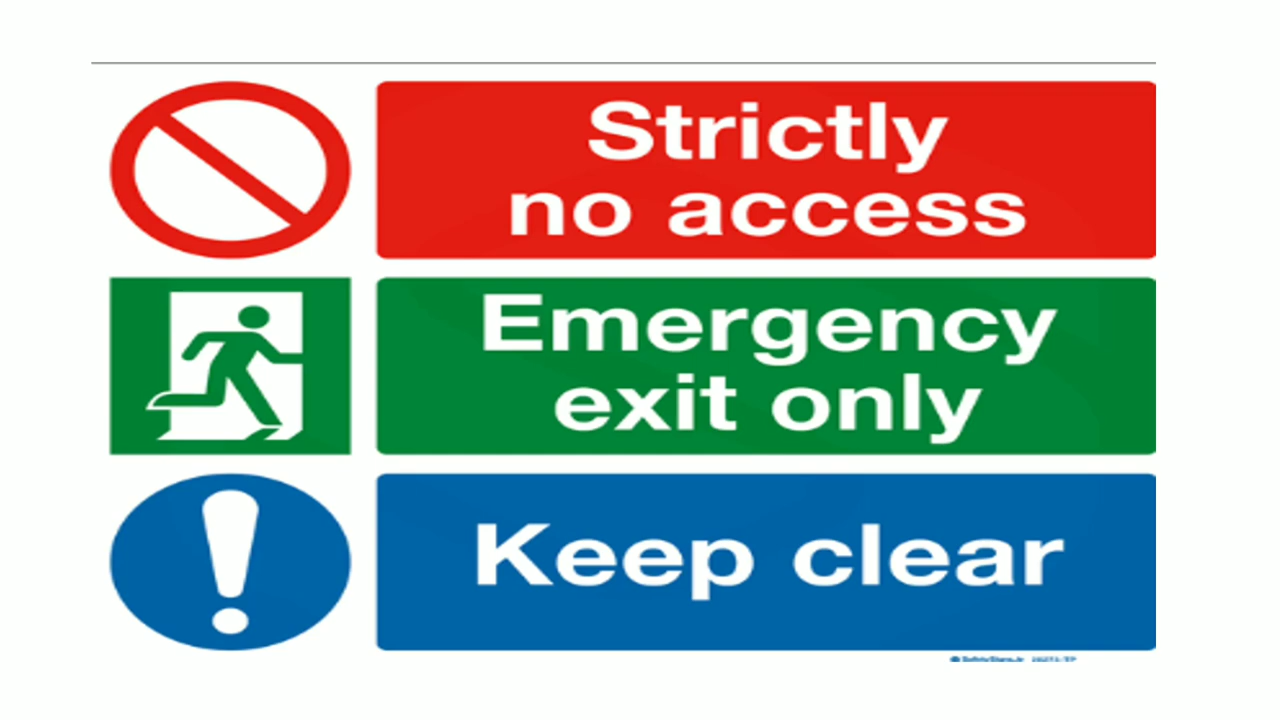 Strictly
no access
Emergency
exit only
Keep clear